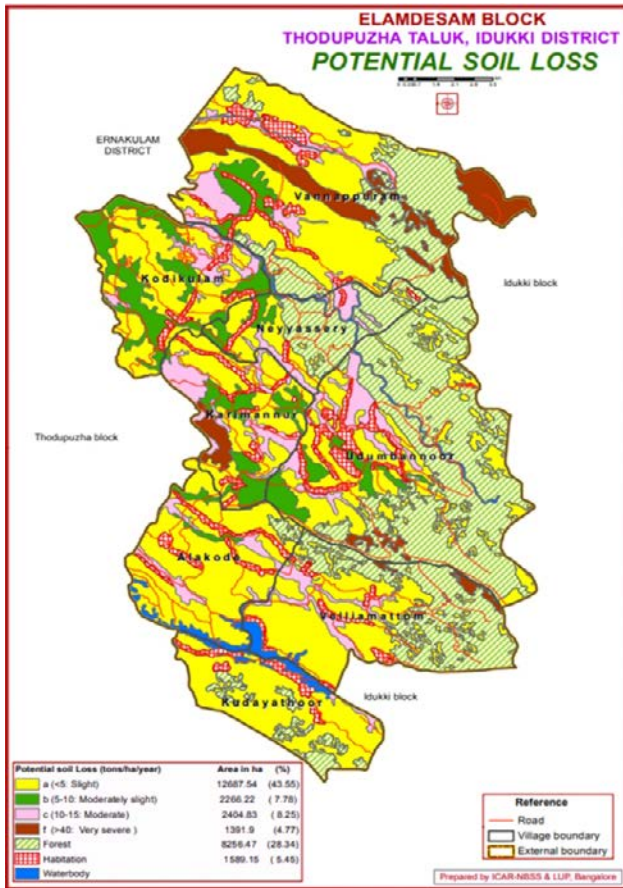 ELAMDESAM BLOCK
THODUPUZHA TALUK, IDUKKI DISTRICT
POTENTIAL SOIL LOSS
ERNAKULAM
DISTRICT
Vannappuram
Idukki block
Kodikulam
Neyyassery
Karimannur
Thodupuzha block
Udumbannoor
Alakode
Velliamattom
Idukki block
Kudayathoor
Potential soil Loss (tons/ha/year) Area in ha (%)
a (<5: Slight) 12687.54 (43.55)
b (5-10: Moderately slight) 2266.22 ( 7.78)
c (10-15: Moderate) 2404.83 ( 8.25)
f (>40: Very severe ) 1391.9 (4.77)
Forest 8256.47 (28.34)
Habitation 1589.15 ( 5.45)
Waterbody
Reference
Road
Village boundary
External boundary
Prepared by ICAR-NBSS & LUP, Bangalore